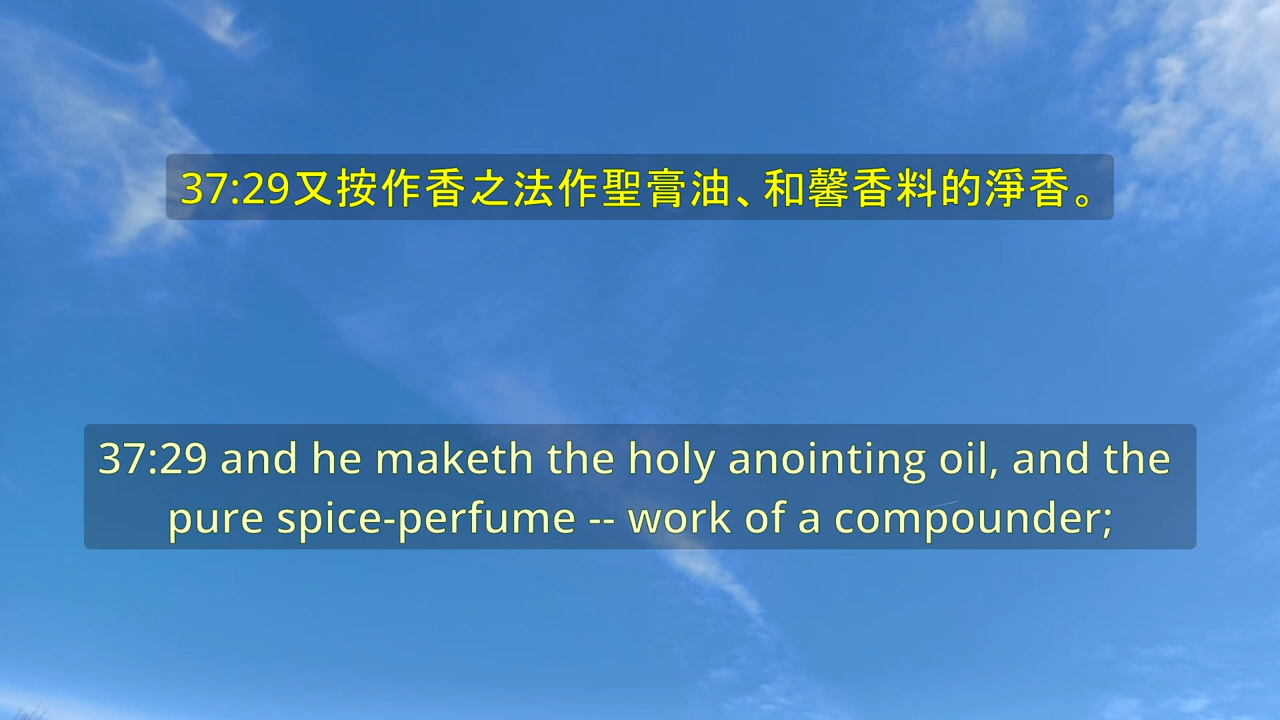 37:29又按作香之法作聖膏油、和馨香料的淨香。
37:29 and he maketh the holy anointing oil, and the
pure spice-perfume -- work of a compounder;